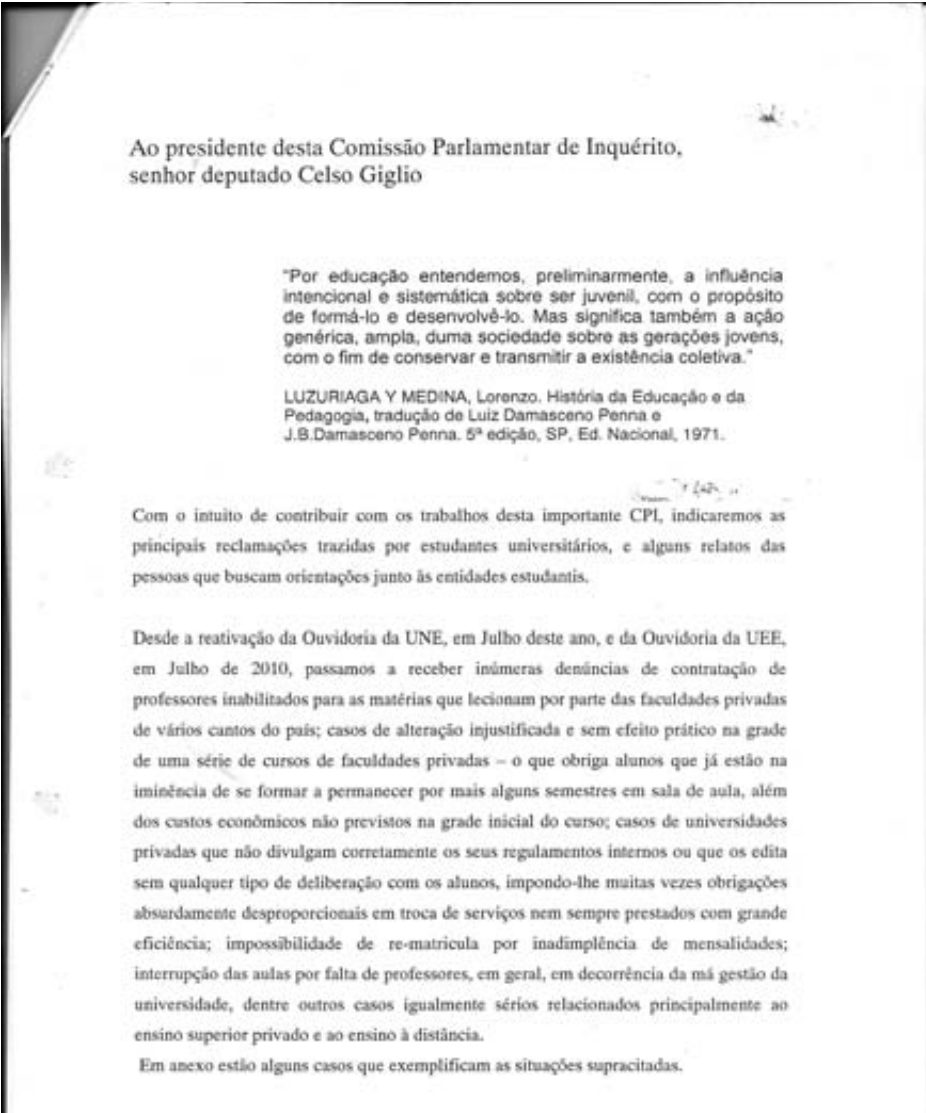 Ao presidente desta Comissão Parlamentar de Inquérito,
senhor deputado Celso Giglio
"Por educação entendemos, preliminarmente, a influência
intencional e sistemática sobre ser juvenil, com o propósito
de formá-lo e desenvolvê-lo. Mas significa também a ação
genérica, ampla, duma sociedade sobre as gerações jovens,
com o fim de conservar e transmitir a existência coletiva."
LUZURIAGA Y MEDINA, Lorenzo. História da Educação e da
Pedagogia, tradução de Luiz Damasceno Penna e
J.B.Damasceno Penna. 5ª edição, SP, Ed. Nacional, 1971.
Com o intuito de contribuir com os trabalhos desta importante CPI, indicaremos as
principais reclamações trazidas por estudantes universitários, e alguns relatos das
pessoas que buscam orientações junto às entidades estudantis.
Desde a reativação da Ouvidoria da UNE, em Julho deste ano, e da Ouvidoria da UEE,
em Julho de 2010, passamos a receber inúmeras denúncias de contratação de
professores inabilitados para as matérias que lecionam por parte das faculdades privadas
de vários cantos do país; casos de alteração injustificada e sem efeito prático na grade
de uma série de cursos de faculdades privadas – o que obriga alunos que já estão na
iminência de se formar a permanecer por mais alguns semestres em sala de aula, além
dos custos econômicos não previstos na grade inicial do curso; casos de universidades
privadas que não divulgam corretamente os seus regulamentos internos ou que os edita
sem qualquer tipo de deliberação com os alunos, impondo-lhe muitas vezes obrigações
absurdamente desproporcionais em troca de serviços nem sempre prestados com grande
eficiência; impossibilidade de re-matricula por inadimplência de mensalidades;
interrupção das aulas por falta de professores, em geral, em decorrência da má gestão da
universidade, dentre outros casos igualmente sérios relacionados principalmente ao
ensino superior privado e ao ensino à distância.
Em anexo estão alguns casos que exemplificam as situações supracitadas.